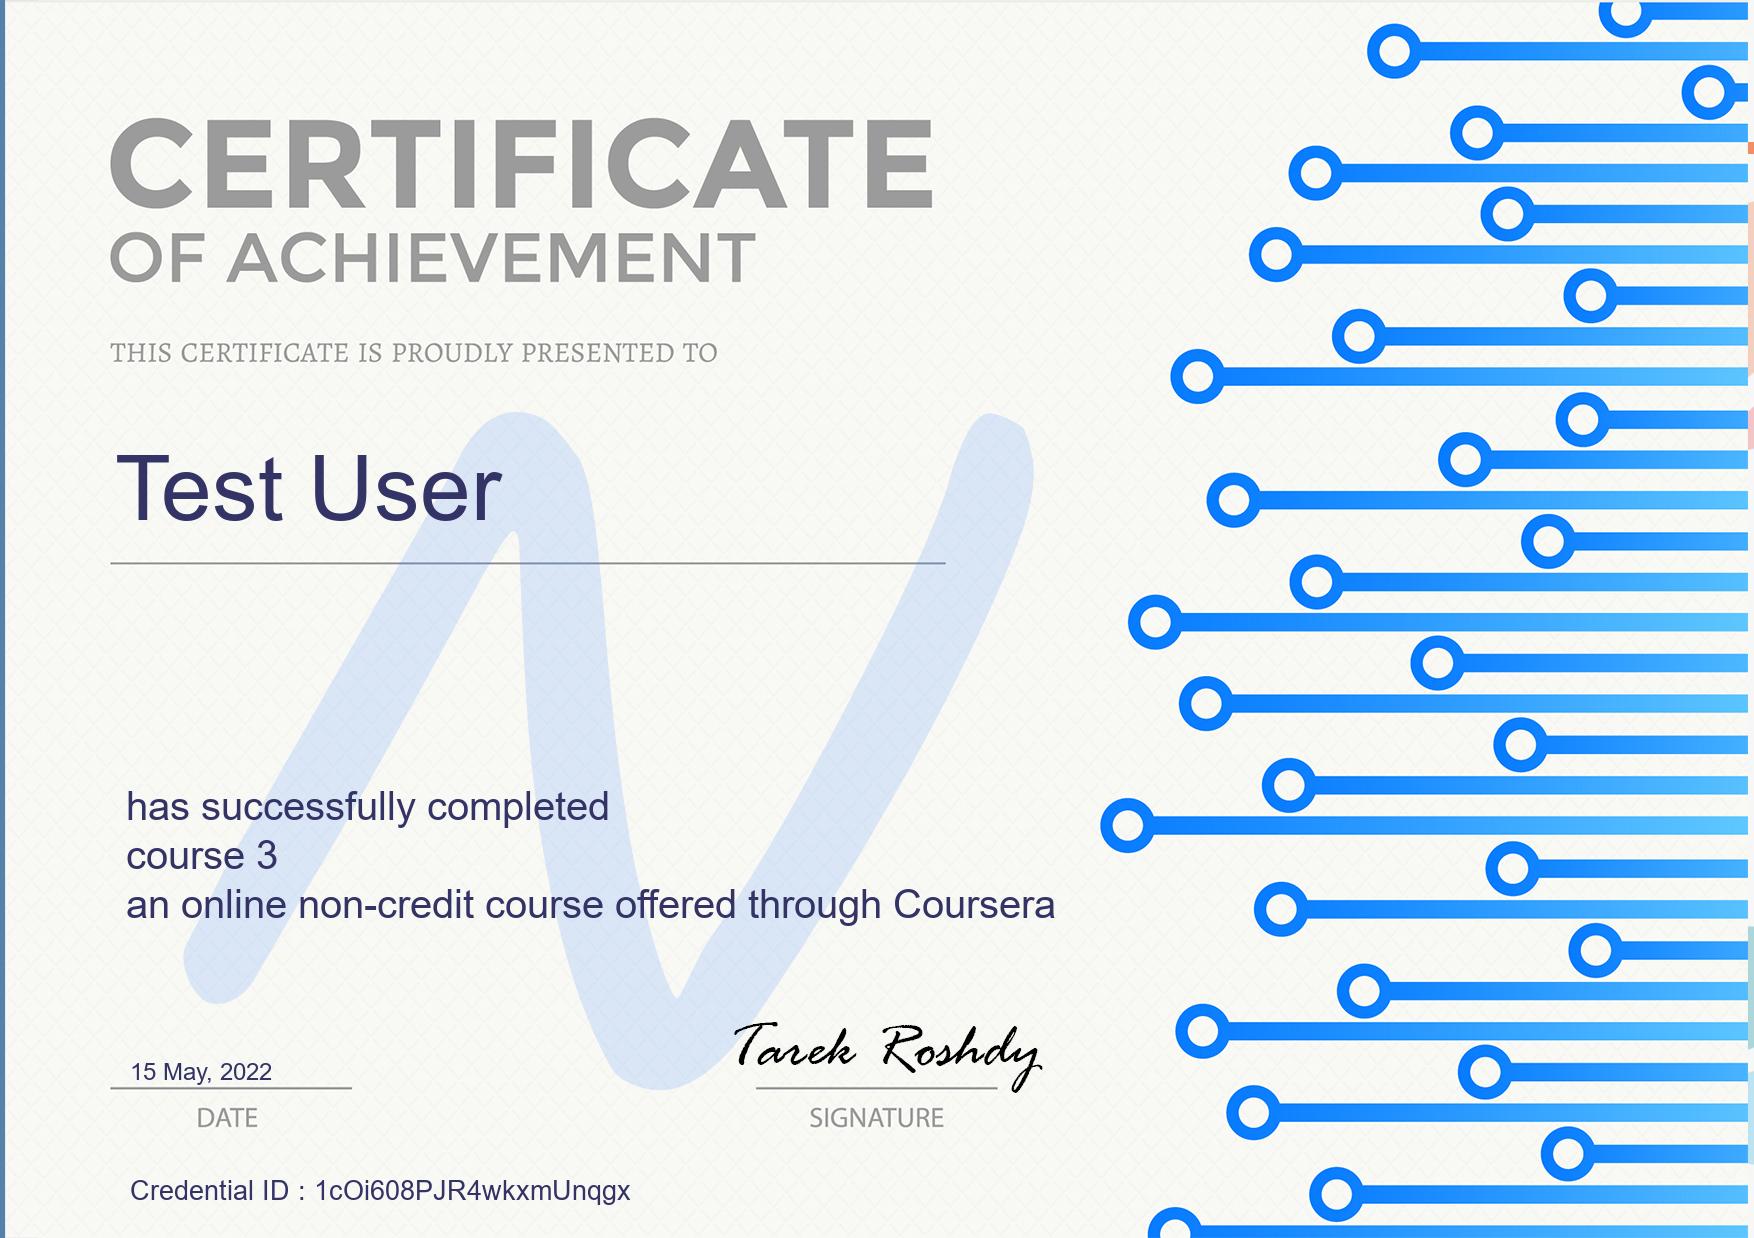 CERTIFICATE
OF ACHIEVEMENT
THIS CERTIFICATE IS PROUDLY PRESENTED TO
Test User
has successfully completed
course 3
an online non-credit course offered through Coursera
Tarek Roshdy
15 May, 2022
DATE
SIGNATURE
Credential ID : 1cOi608PJR4wkxmUnqgx